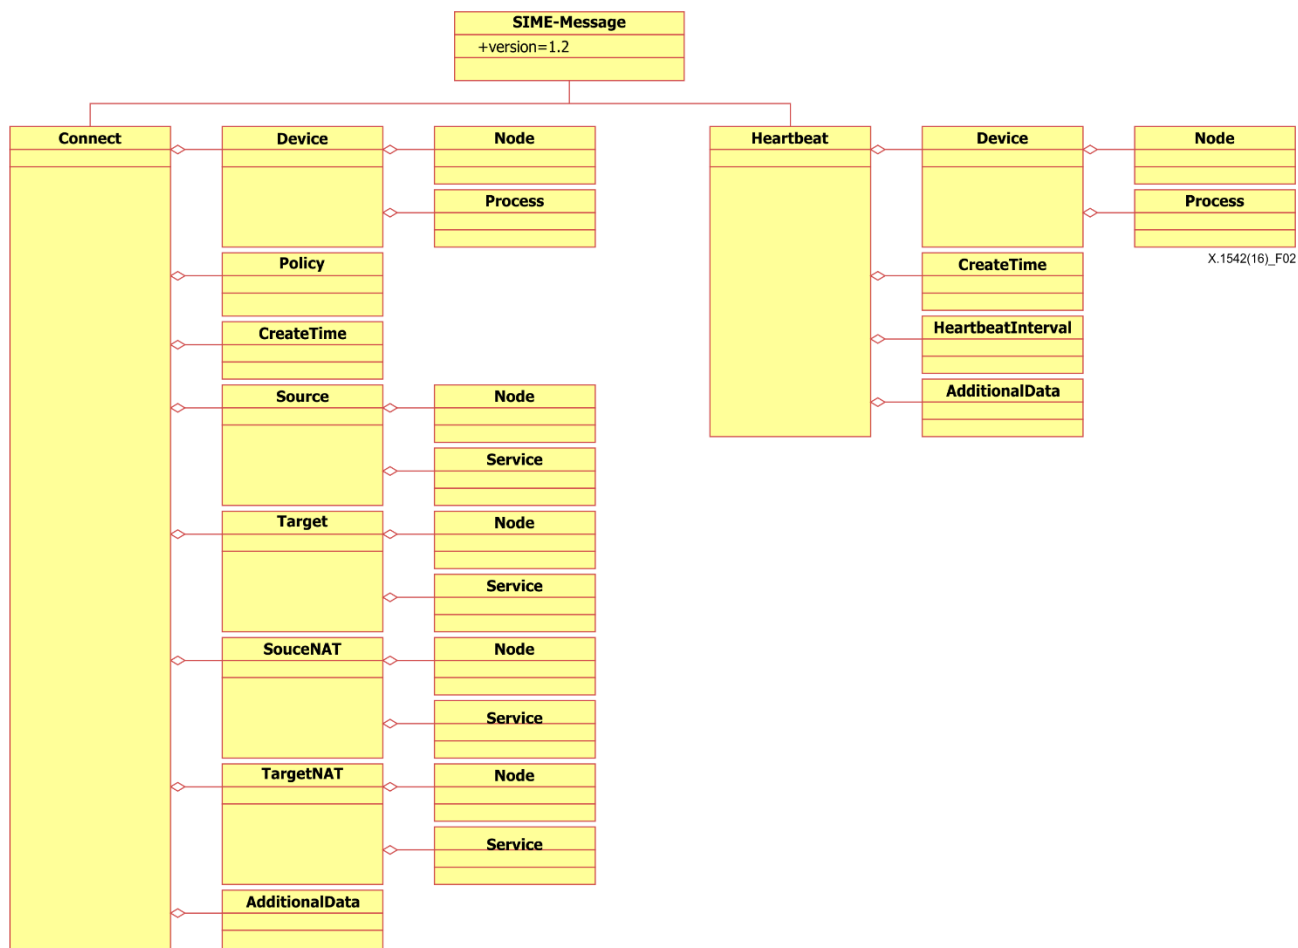 SIME-Message
+version=1.2
Connect
Device
Node
Process
Policy
CreateTime
Source
Node
Service
Target
Node
Service
SouceNAT
Node
Service
TargetNAT
Node
Service
AdditionalData
Heartbeat
Device
Node
Process
X.1542(16)_F02
CreateTime
HeartbeatInterval
AdditionalData